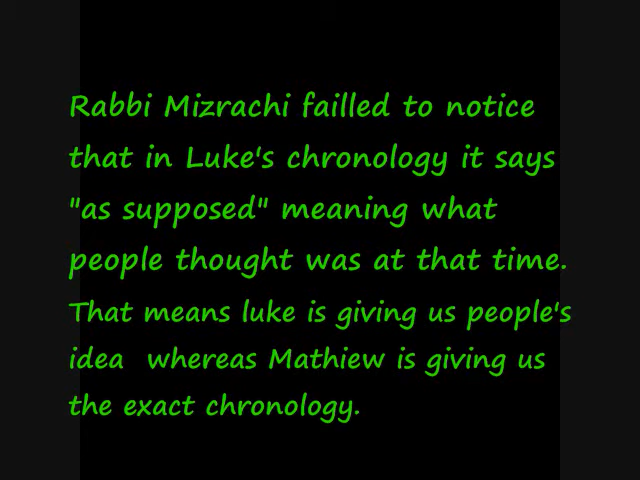 Rabbi Mizrachi failled to notice
that in Luke's chronology it says
"as supposed" meaning what
people thought was at that time.
That means luke is giving us people's
idea whereas Mathiew is giving us
the exact chronology.